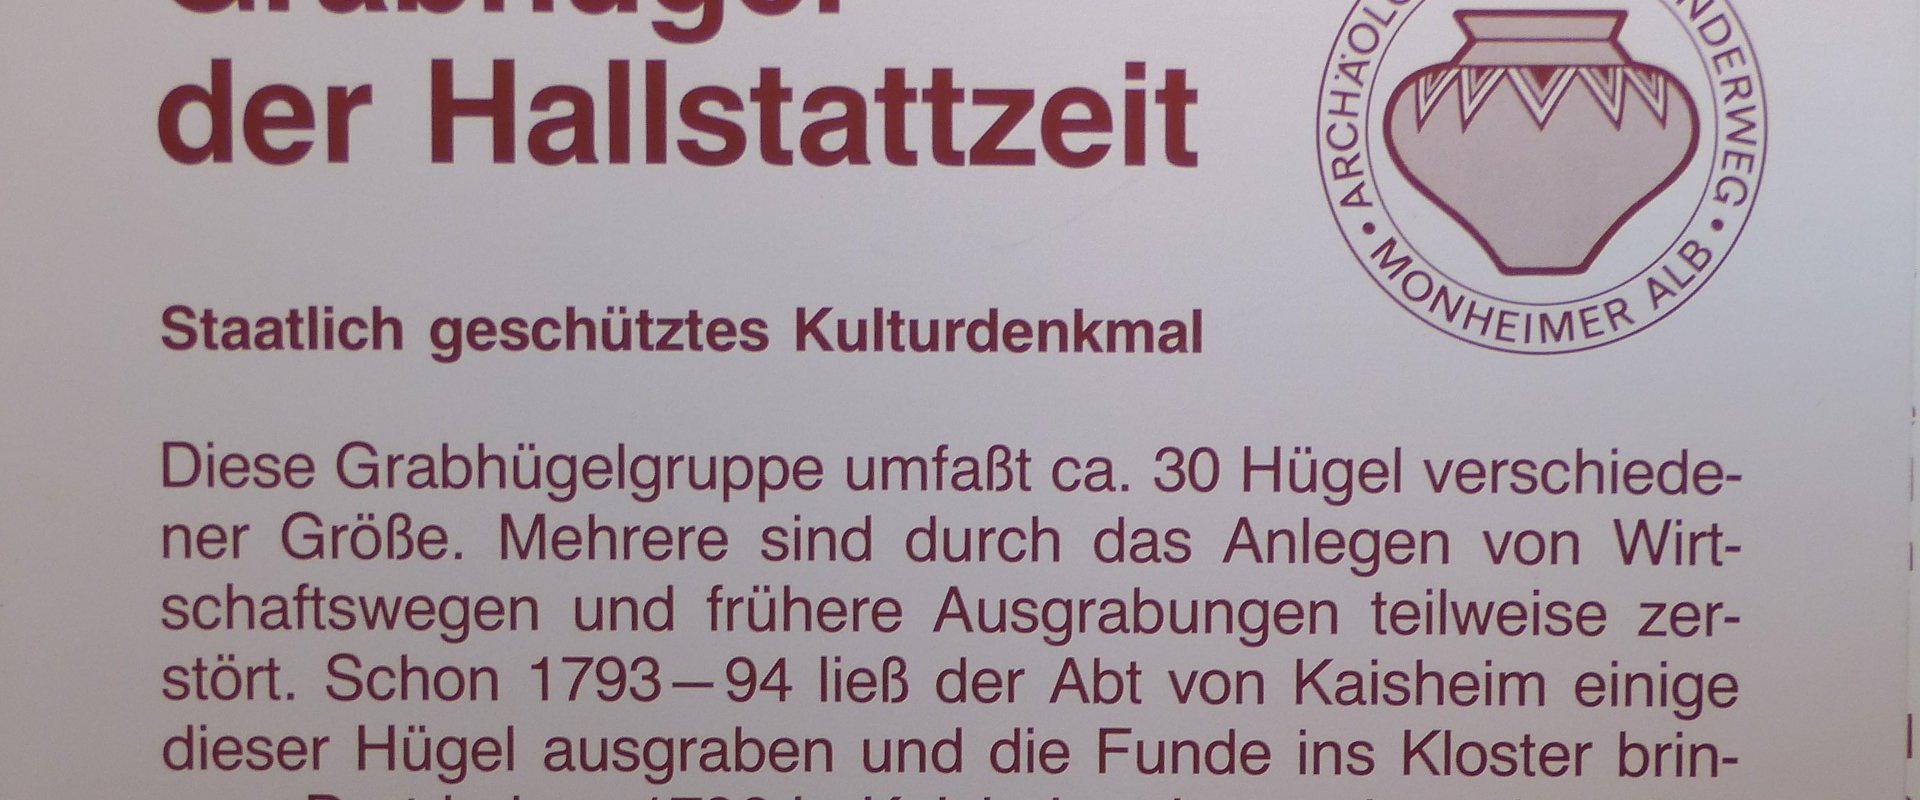 Grabhügel
der Hallstattzeit
MONHEIMER ALB
Staatlich geschütztes Kulturdenkmal
Diese Grabhügelgruppe umfaßt ca. 30 Hügel verschiede-
ner Größe. Mehrere sind durch das Anlegen von Wirt-
schaftswegen und frühere Ausgrabungen teilweise zer-
stört. Schon 1793–94 ließ der Abt von Kaisheim einige
dieser Hügel ausgraben und die Funde ins Kloster brin-